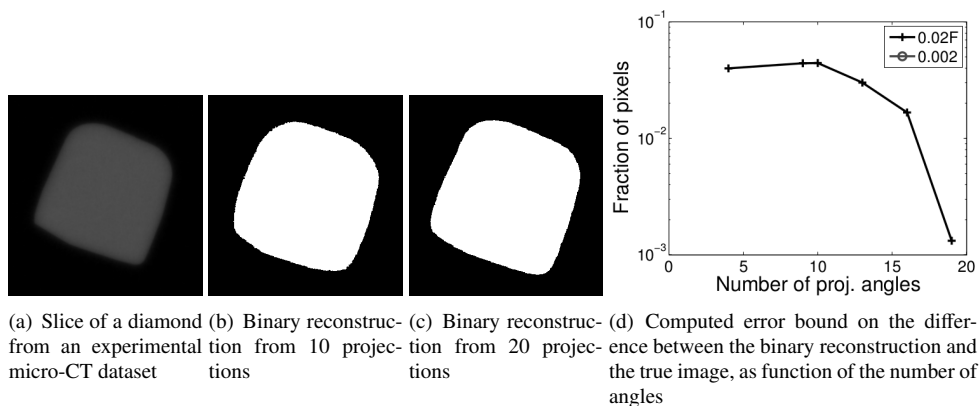 10⁻¹
10⁻²
10⁻³
Fraction of pixels
0.02F
0.002
0 5 10 15 20
Number of proj. angles
(a) Slice of a diamond
from an experimental
micro-CT dataset
(b) Binary reconstruc-
tion from 10 projec-
tions
(c) Binary reconstruc-
tion from 20 projec-
tions
(d) Computed error bound on the differ-
ence between the binary reconstruction and
the true image, as function of the number of
angles